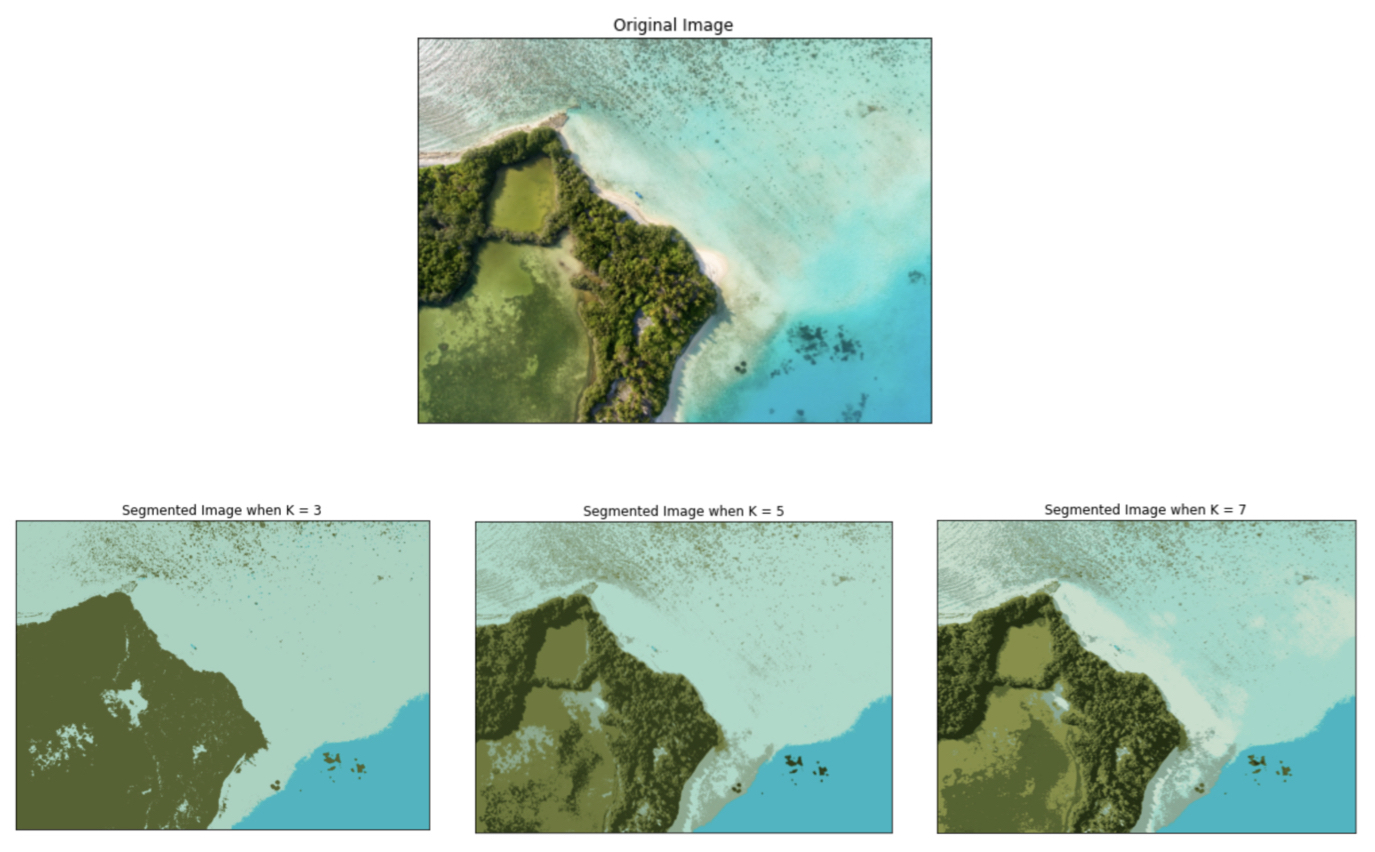 Original Image
Segmented Image when K = 3
Segmented Image when K = 5
Segmented Image when K = 7